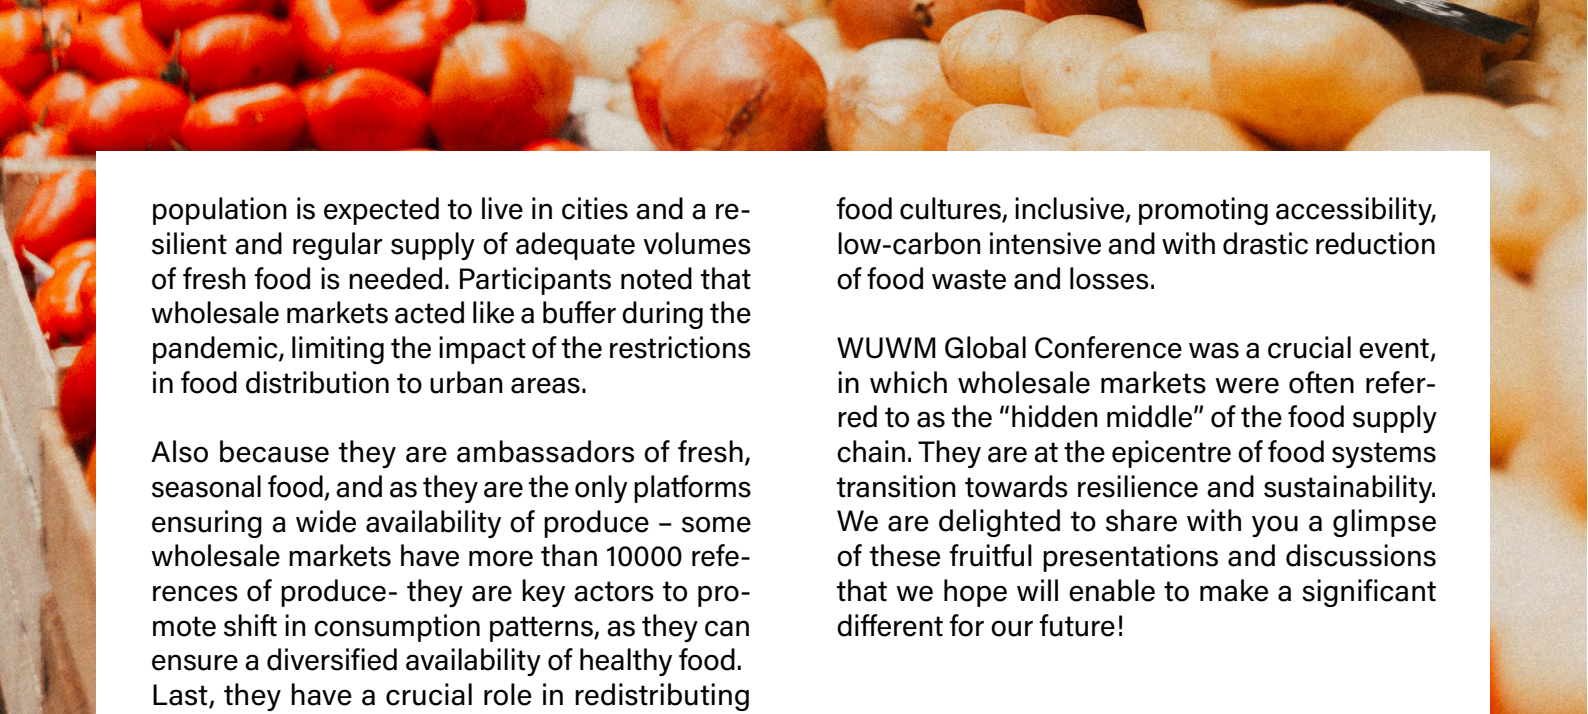 population is expected to live in cities and a re-
silient and regular supply of adequate volumes
of fresh food is needed. Participants noted that
wholesale markets acted like a buffer during the
pandemic, limiting the impact of the restrictions
in food distribution to urban areas.
Also because they are ambassadors of fresh,
seasonal food, and as they are the only platforms
ensuring a wide availability of produce – some
wholesale markets have more than 10000 refe-
rences of produce- they are key actors to pro-
mote shift in consumption patterns, as they can
ensure a diversified availability of healthy food.
Last, they have a crucial role in redistributing
food cultures, inclusive, promoting accessibility,
low-carbon intensive and with drastic reduction
of food waste and losses.
WUWM Global Conference was a crucial event,
in which wholesale markets were often refer-
red to as the “hidden middle” of the food supply
chain. They are at the epicentre of food systems
transition towards resilience and sustainability.
We are delighted to share with you a glimpse
of these fruitful presentations and discussions
that we hope will enable to make a significant
different for our future!